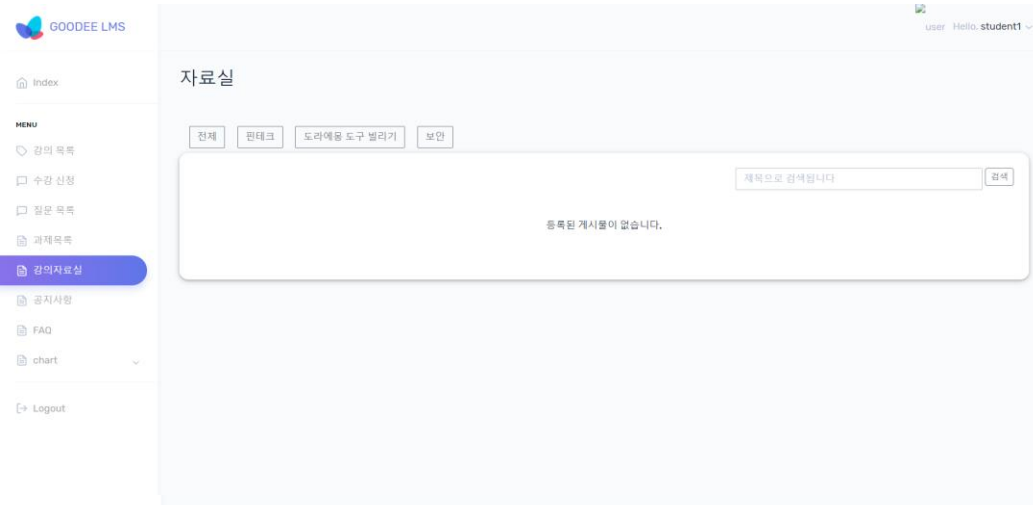 GOODEE LMS
user Hello, student1
Index
자료실
MENU
전체 핀테크 도라에몽 도구 빌리기 보안
강의 목록
제목으로 검색됩니다 검색
수강 신청
질문 목록
등록된 게시물이 없습니다.
과제목록
강의자료실
공지사항
FAQ
chart
Logout